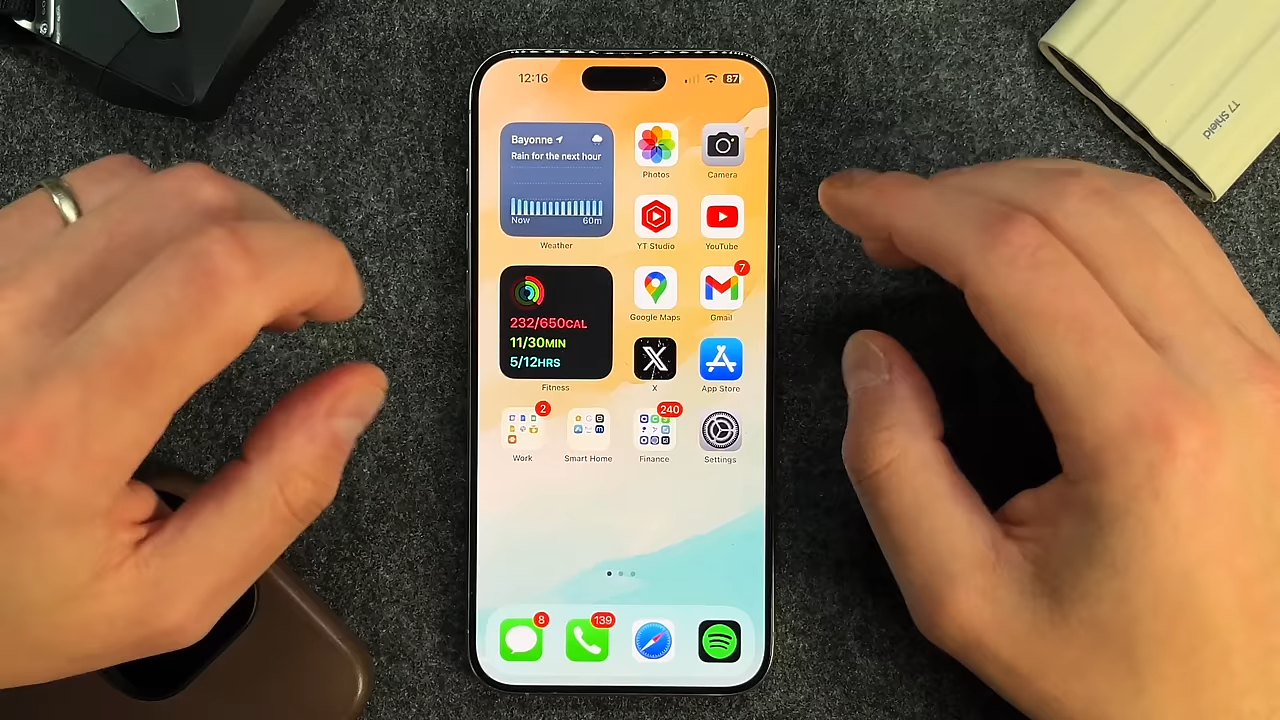 12:16
87
Bayonne
Rain for the next hour
Now
60m
Weather
Photos
Camera
YT Studio
YouTube
232/650CAL
11/30MIN
5/12HRS
Fitness
Google Maps
7
Gmail
X
App Store
2
Work
Smart Home
240
Finance
Settings
8
139
T7 Shield